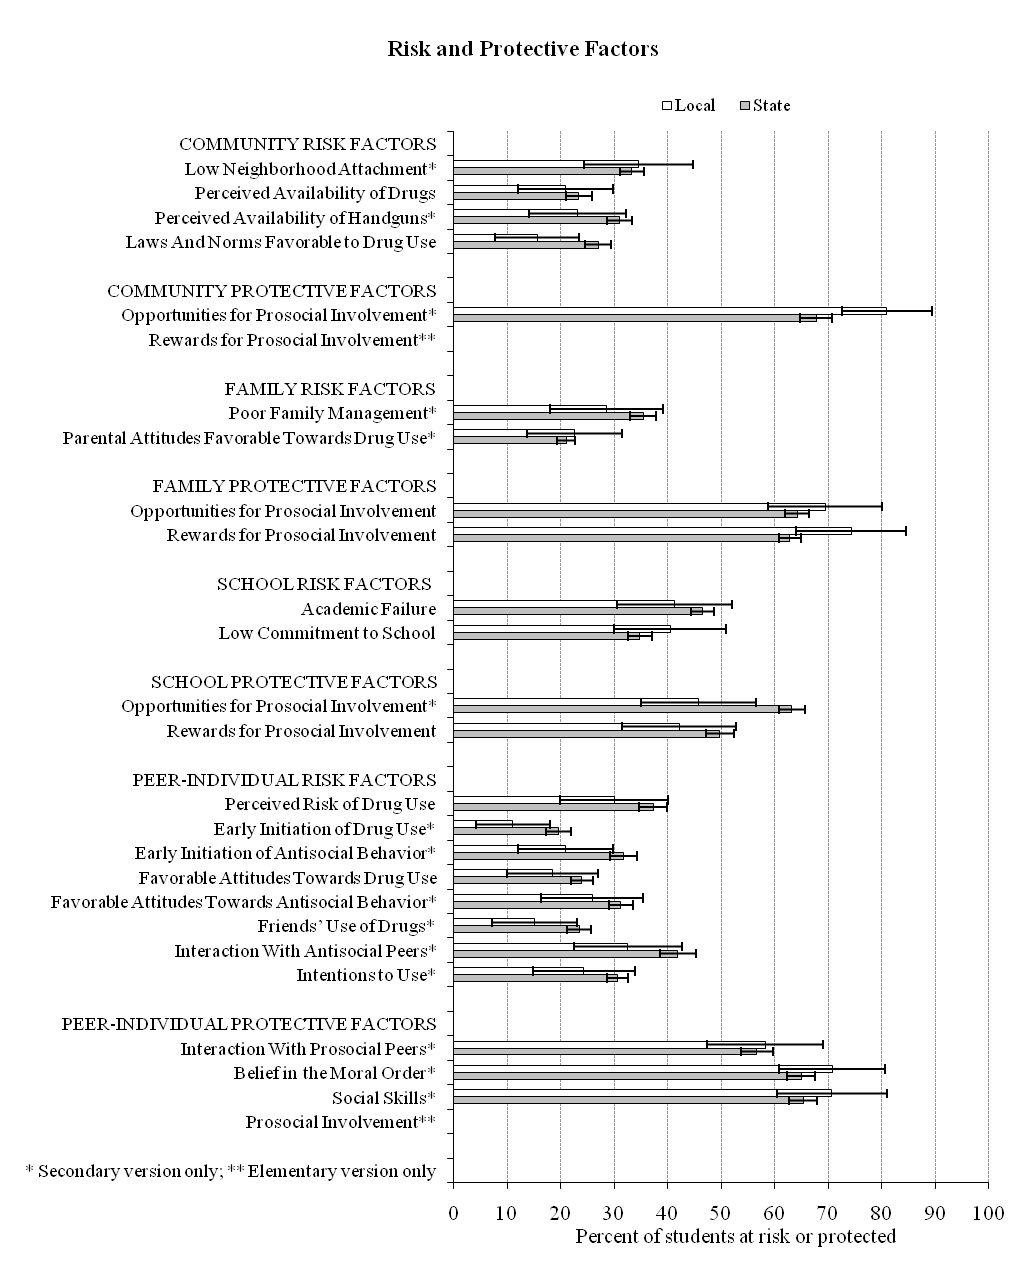 Risk and Protective Factors
Local State
COMMUNITY RISK FACTORS
Low Neighborhood Attachment*
Perceived Availability of Drugs
Perceived Availability of Handguns*
Laws And Norms Favorable to Drug Use
COMMUNITY PROTECTIVE FACTORS
Opportunities for Prosocial Involvement*
Rewards for Prosocial Involvement**
FAMILY RISK FACTORS
Poor Family Management*
Parental Attitudes Favorable Towards Drug Use*
FAMILY PROTECTIVE FACTORS
Opportunities for Prosocial Involvement
Rewards for Prosocial Involvement
SCHOOL RISK FACTORS
Academic Failure
Low Commitment to School
SCHOOL PROTECTIVE FACTORS
Opportunities for Prosocial Involvement*
Rewards for Prosocial Involvement
PEER-INDIVIDUAL RISK FACTORS
Perceived Risk of Drug Use
Early Initiation of Drug Use*
Early Initiation of Antisocial Behavior*
Favorable Attitudes Towards Drug Use
Favorable Attitudes Towards Antisocial Behavior*
Friends’ Use of Drugs*
Interaction With Antisocial Peers*
Intentions to Use*
PEER-INDIVIDUAL PROTECTIVE FACTORS
Interaction With Prosocial Peers*
Belief in the Moral Order*
Social Skills*
Prosocial Involvement**
* Secondary version only; ** Elementary version only
0 10 20 30 40 50 60 70 80 90 100
Percent of students at risk or protected